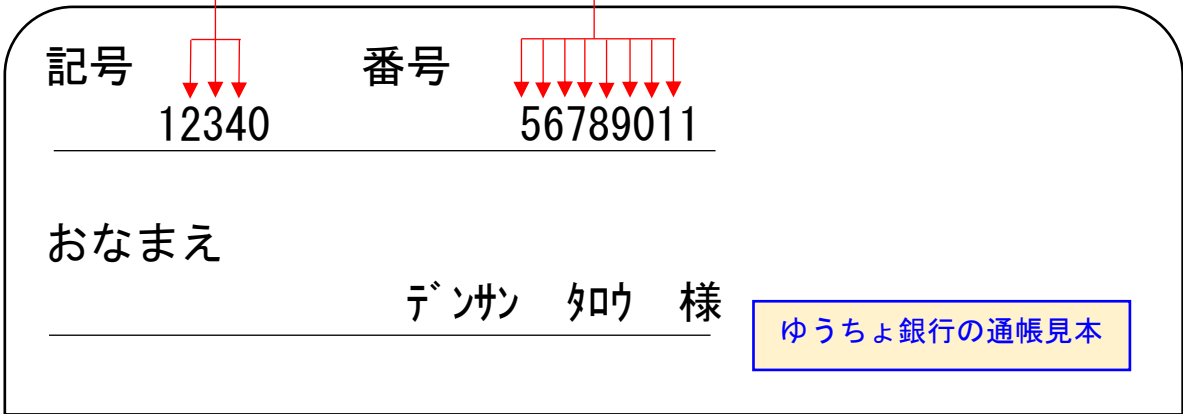 記号 番号
12340 56789011
おなまえ
ﾃﾞﾝｻﾝ ﾀﾛｳ 様
ゆうちょ銀行の通帳見本